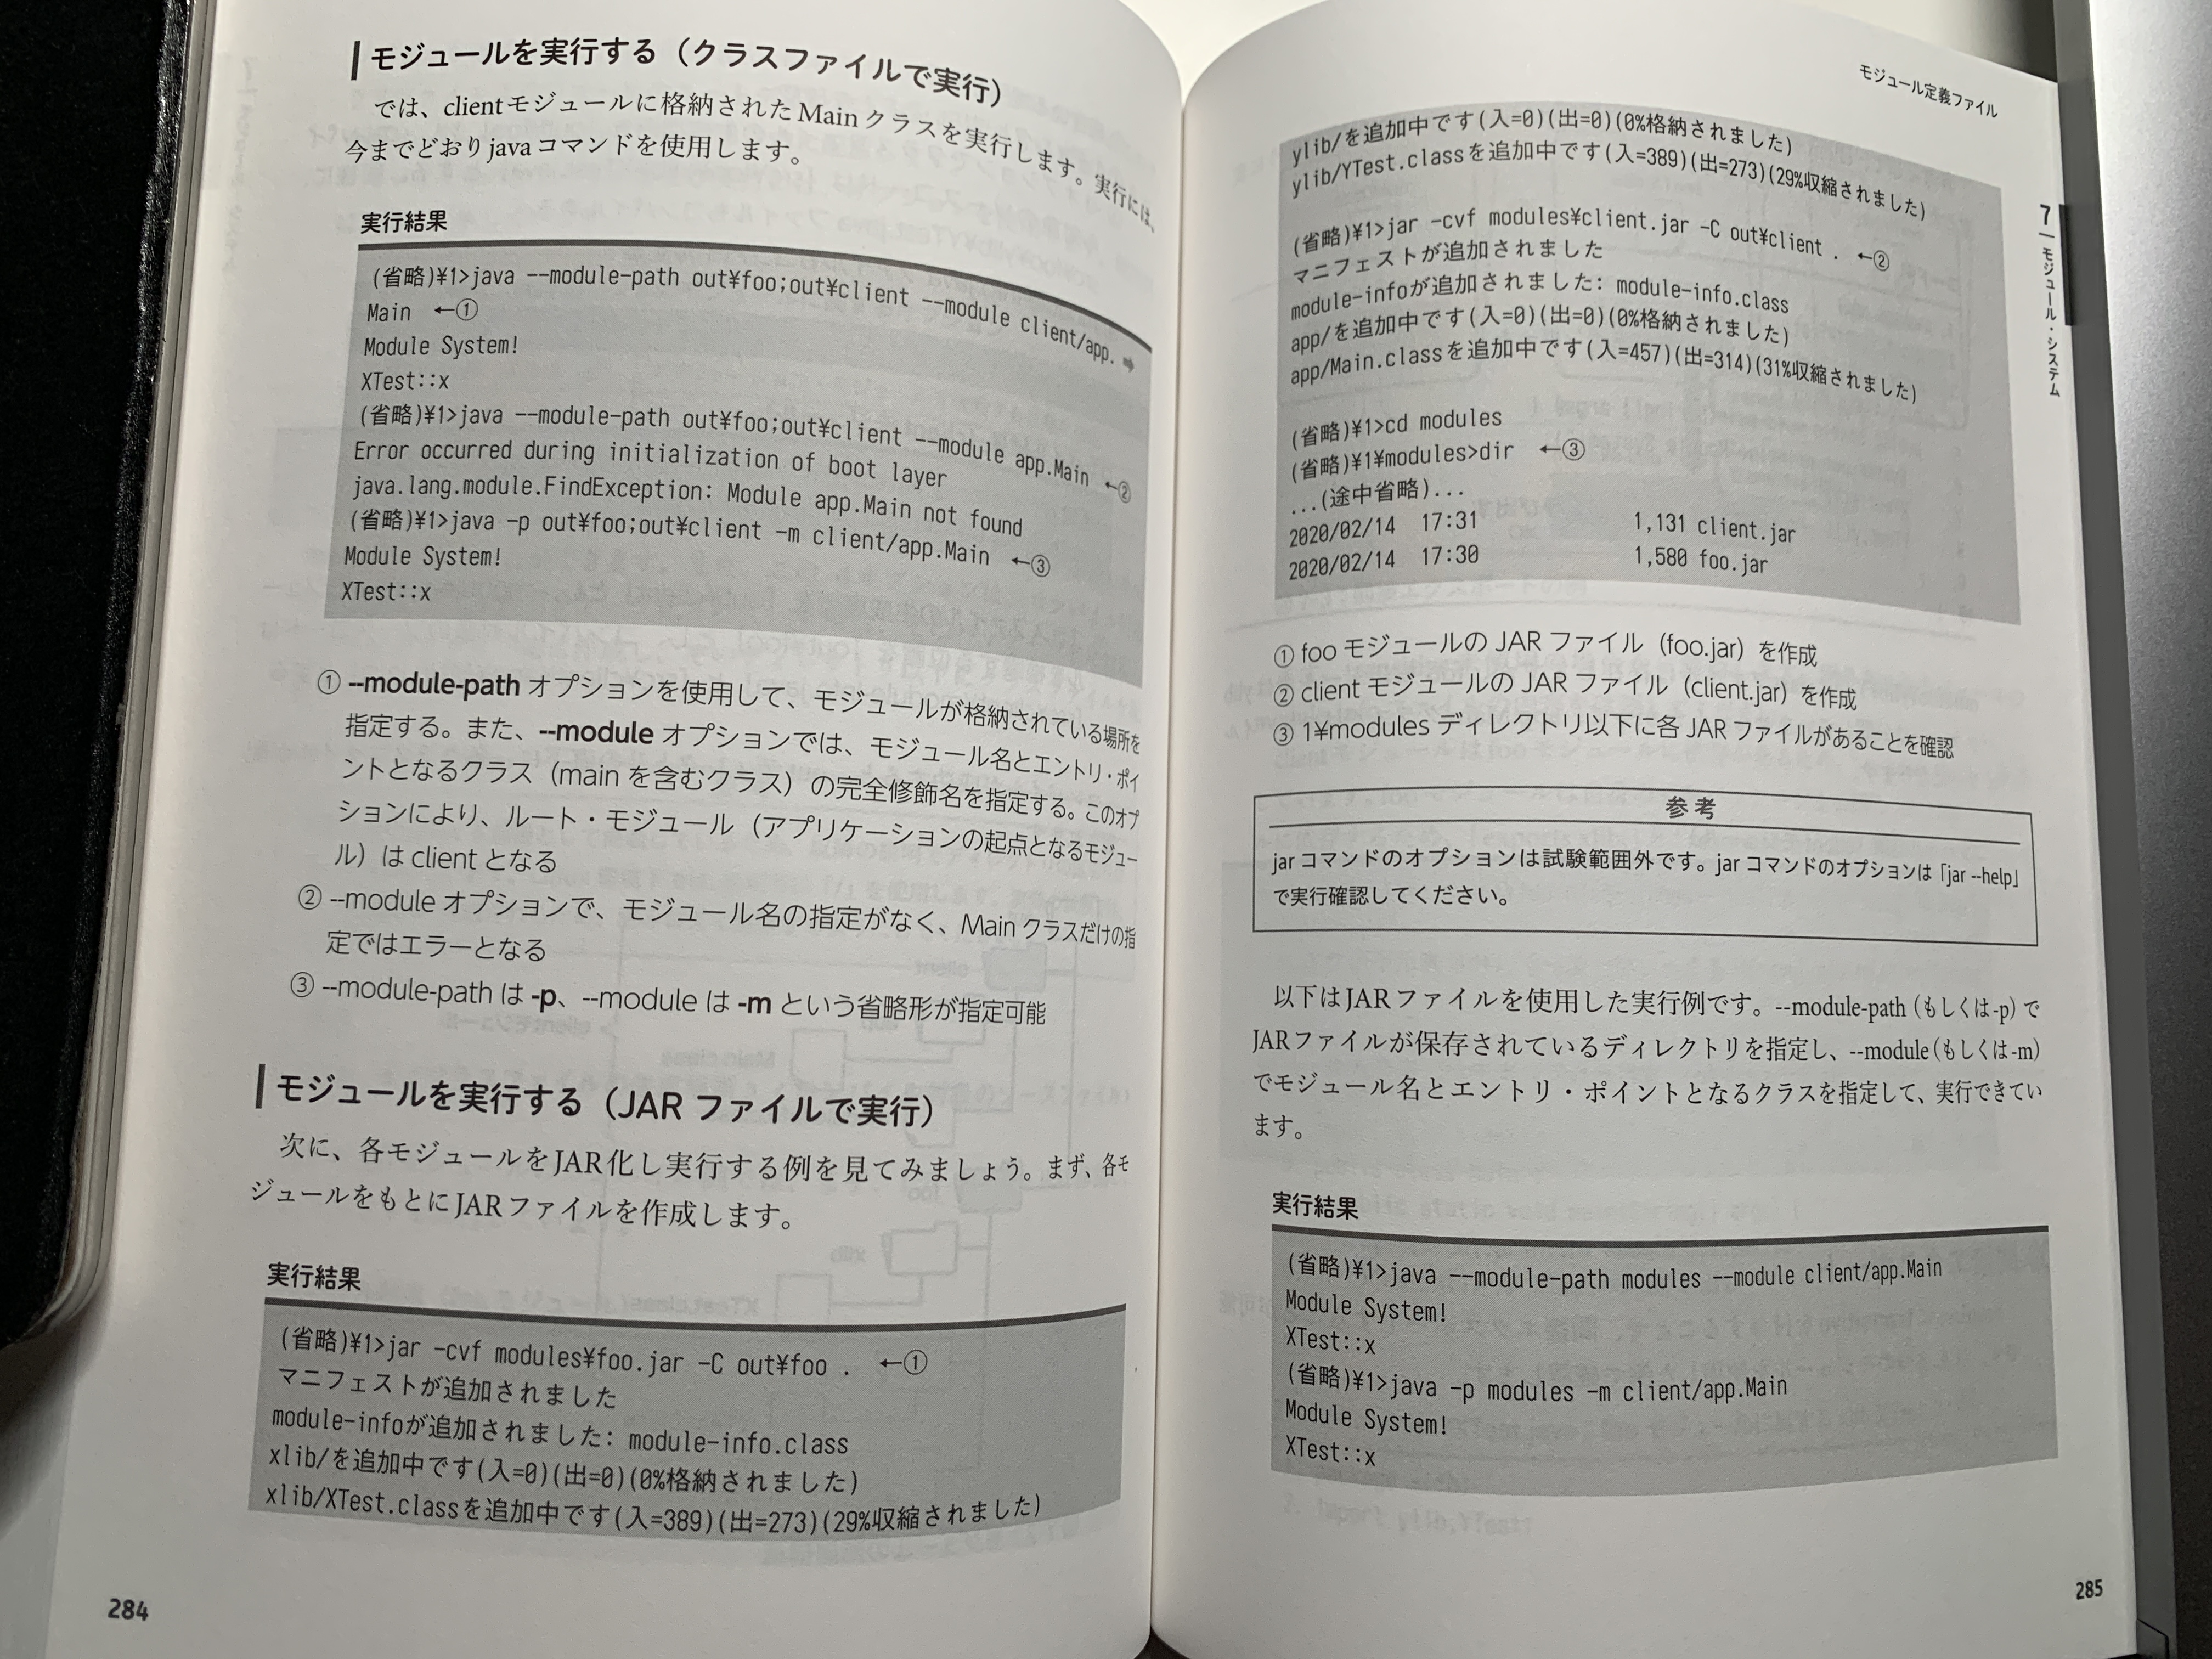 モジュールを実行する（クラスファイルで実行）
では、clientモジュールに格納されたMainクラスを実行します。実行には、
今までどおりjavaコマンドを使用します。
実行結果
(省略)¥1>java --module-path out¥foo;out¥client --module client/app. ➡
Main ←①
Module System!
XTest::x
(省略)¥1>java --module-path out¥foo;out¥client --module app.Main ←②
Error occurred during initialization of boot layer
java.lang.module.FindException: Module app.Main not found
(省略)¥1>java -p out¥foo;out¥client -m client/app.Main ←③
Module System!
XTest::x
① --module-path オプションを使用して、モジュールが格納されている場所を
指定する。また、--module オプションでは、モジュール名とエントリ・ポイ
ントとなるクラス（main を含むクラス）の完全修飾名を指定する。このオプ
ションにより、ルート・モジュール（アプリケーションの起点となるモジュー
ル）は client となる
② --module オプションで、モジュール名の指定がなく、Main クラスだけの指
定ではエラーとなる
③ --module-path は -p、--module は -m という省略形が指定可能
モジュールを実行する（JAR ファイルで実行）
次に、各モジュールをJAR化し実行する例を見てみましょう。まず、各モ
ジュールをもとにJARファイルを作成します。
実行結果
(省略)¥1>jar -cvf modules¥foo.jar -C out¥foo . ←①
マニフェストが追加されました
module-infoが追加されました: module-info.class
xlib/を追加中です(入=0)(出=0)(0%格納されました)
xlib/XTest.classを追加中です(入=389)(出=273)(29%収縮されました)
284
モジュール定義ファイル
7
モジュール・システム
ylib/を追加中です(入=0)(出=0)(0%格納されました)
ylib/YTest.classを追加中です(入=389)(出=273)(29%収縮されました)
(省略)¥1>jar -cvf modules¥client.jar -C out¥client . ←②
マニフェストが追加されました
module-infoが追加されました: module-info.class
app/を追加中です(入=0)(出=0)(0%格納されました)
app/Main.classを追加中です(入=457)(出=314)(31%収縮されました)
(省略)¥1>cd modules
(省略)¥1¥modules>dir ←③
...(途中省略)...
2020/02/14 17:31 1,131 client.jar
2020/02/14 17:30 1,580 foo.jar
① foo モジュールの JAR ファイル（foo.jar）を作成
② client モジュールの JAR ファイル（client.jar）を作成
③ 1¥modules ディレクトリ以下に各 JAR ファイルがあることを確認
参考
jar コマンドのオプションは試験範囲外です。jar コマンドのオプションは「jar --help」
で実行確認してください。
以下はJARファイルを使用した実行例です。--module-path（もしくは-p）で
JARファイルが保存されているディレクトリを指定し、--module（もしくは-m）
でモジュール名とエントリ・ポイントとなるクラスを指定して、実行できてい
ます。
実行結果
(省略)¥1>java --module-path modules --module client/app.Main
Module System!
XTest::x
(省略)¥1>java -p modules -m client/app.Main
Module System!
XTest::x
285